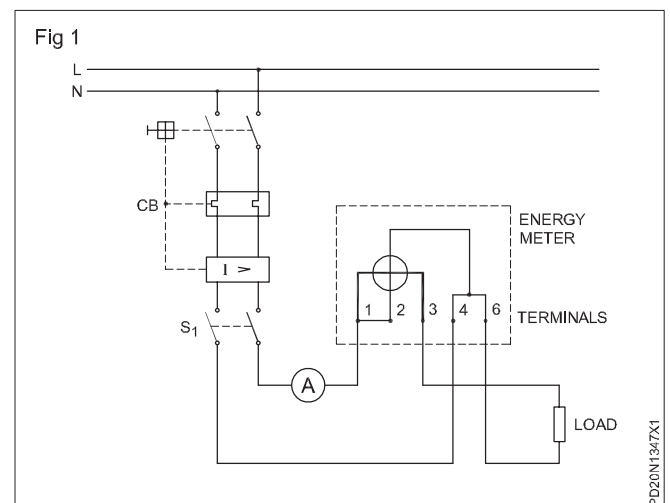 Fig 1
L
N
CB
I >
S1
A
ENERGY
METER
1 2 3 4 6
TERMINALS
LOAD
PD20N1347X1